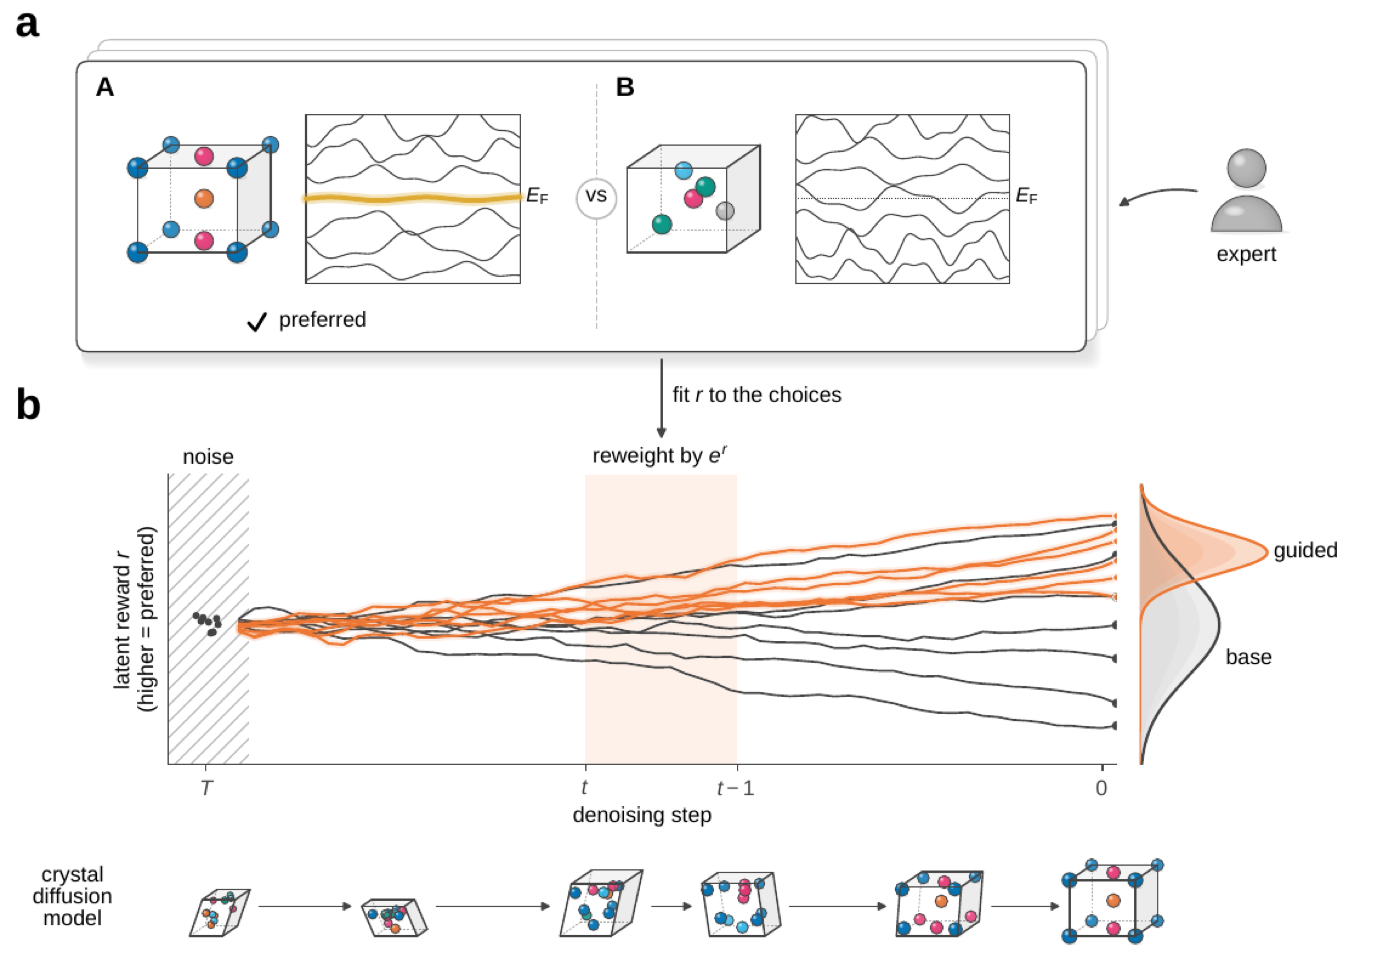 a
A
B
E_F
vs
E_F
expert
✓ preferred
fit r to the choices
b
noise
reweight by e^r
latent reward r
(higher = preferred)
guided
base
T
t
t − 1
0
denoising step
crystal
diffusion
model